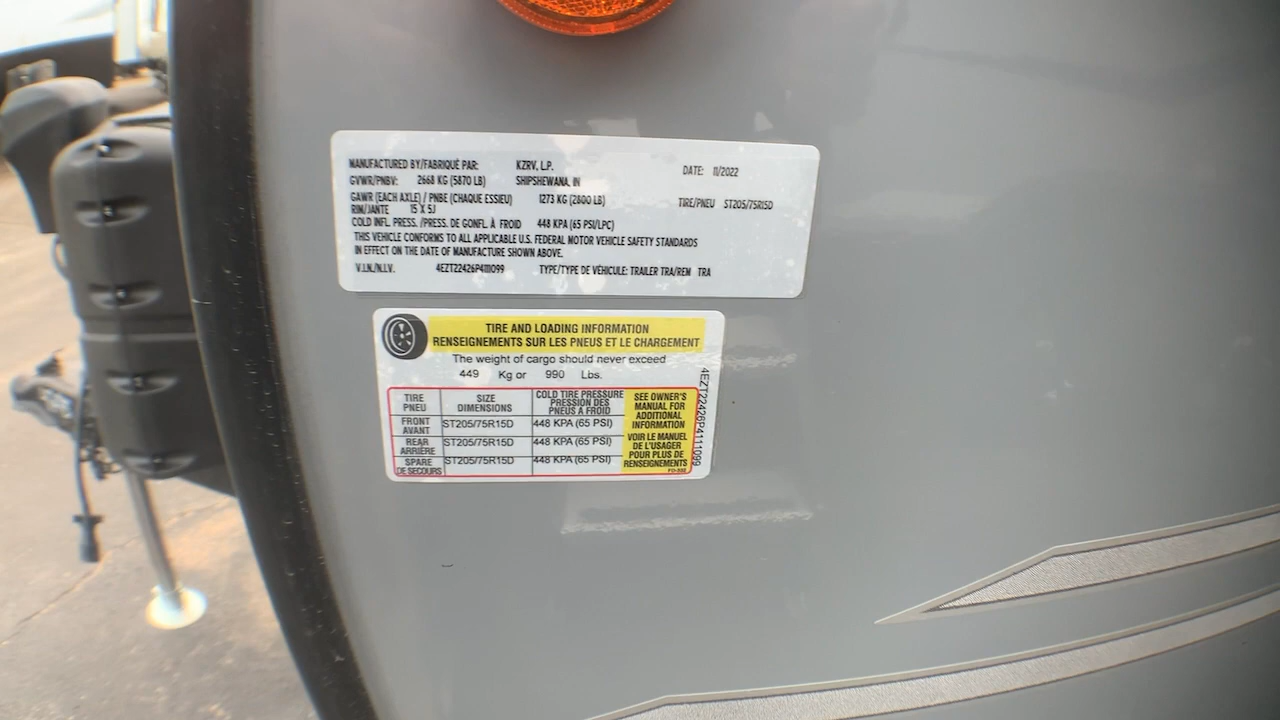 MANUFACTURED BY/FABRIQUÉ PAR: KZRV, L.P. DATE: 11/2022
GVWR/PNBV: 2668 KG (5870 LB) SHIPSHEWANA, IN
GAWR (EACH AXLE) / PNBE (CHAQUE ESSIEU) 1273 KG (2800 LB) TIRE/PNEU ST205/75R15D
RIM/JANTE 15 X 5J
COLD INFL. PRESS. /PRESS. DE GONFL. À FROID 448 KPA (65 PSI/LPC)
THIS VEHICLE CONFORMS TO ALL APPLICABLE U.S. FEDERAL MOTOR VEHICLE SAFETY STANDARDS
IN EFFECT ON THE DATE OF MANUFACTURE SHOWN ABOVE.
V.I.N./N.I.V. 4EZT22426P4111099 TYPE/TYPE DE VÉHICULE: TRAILER TRA/REM TRA
TIRE AND LOADING INFORMATION
RENSEIGNEMENTS SUR LES PNEUS ET LE CHARGEMENT
The weight of cargo should never exceed
449 Kg or 990 Lbs.
TIRE
PNEU
SIZE
DIMENSIONS
COLD TIRE PRESSURE
PRESSION DES
PNEUS A FROID
FRONT
AVANT
ST205/75R15D
448 KPA (65 PSI)
REAR
ARRIÈRE
ST205/75R15D
448 KPA (65 PSI)
SPARE
DE SECOURS
ST205/75R15D
448 KPA (65 PSI)
SEE OWNER'S
MANUAL FOR
ADDITIONAL
INFORMATION
VOIR LE MANUEL
DE L'USAGER
POUR PLUS DE
RENSEIGNEMENTS
4EZT22426P4111099